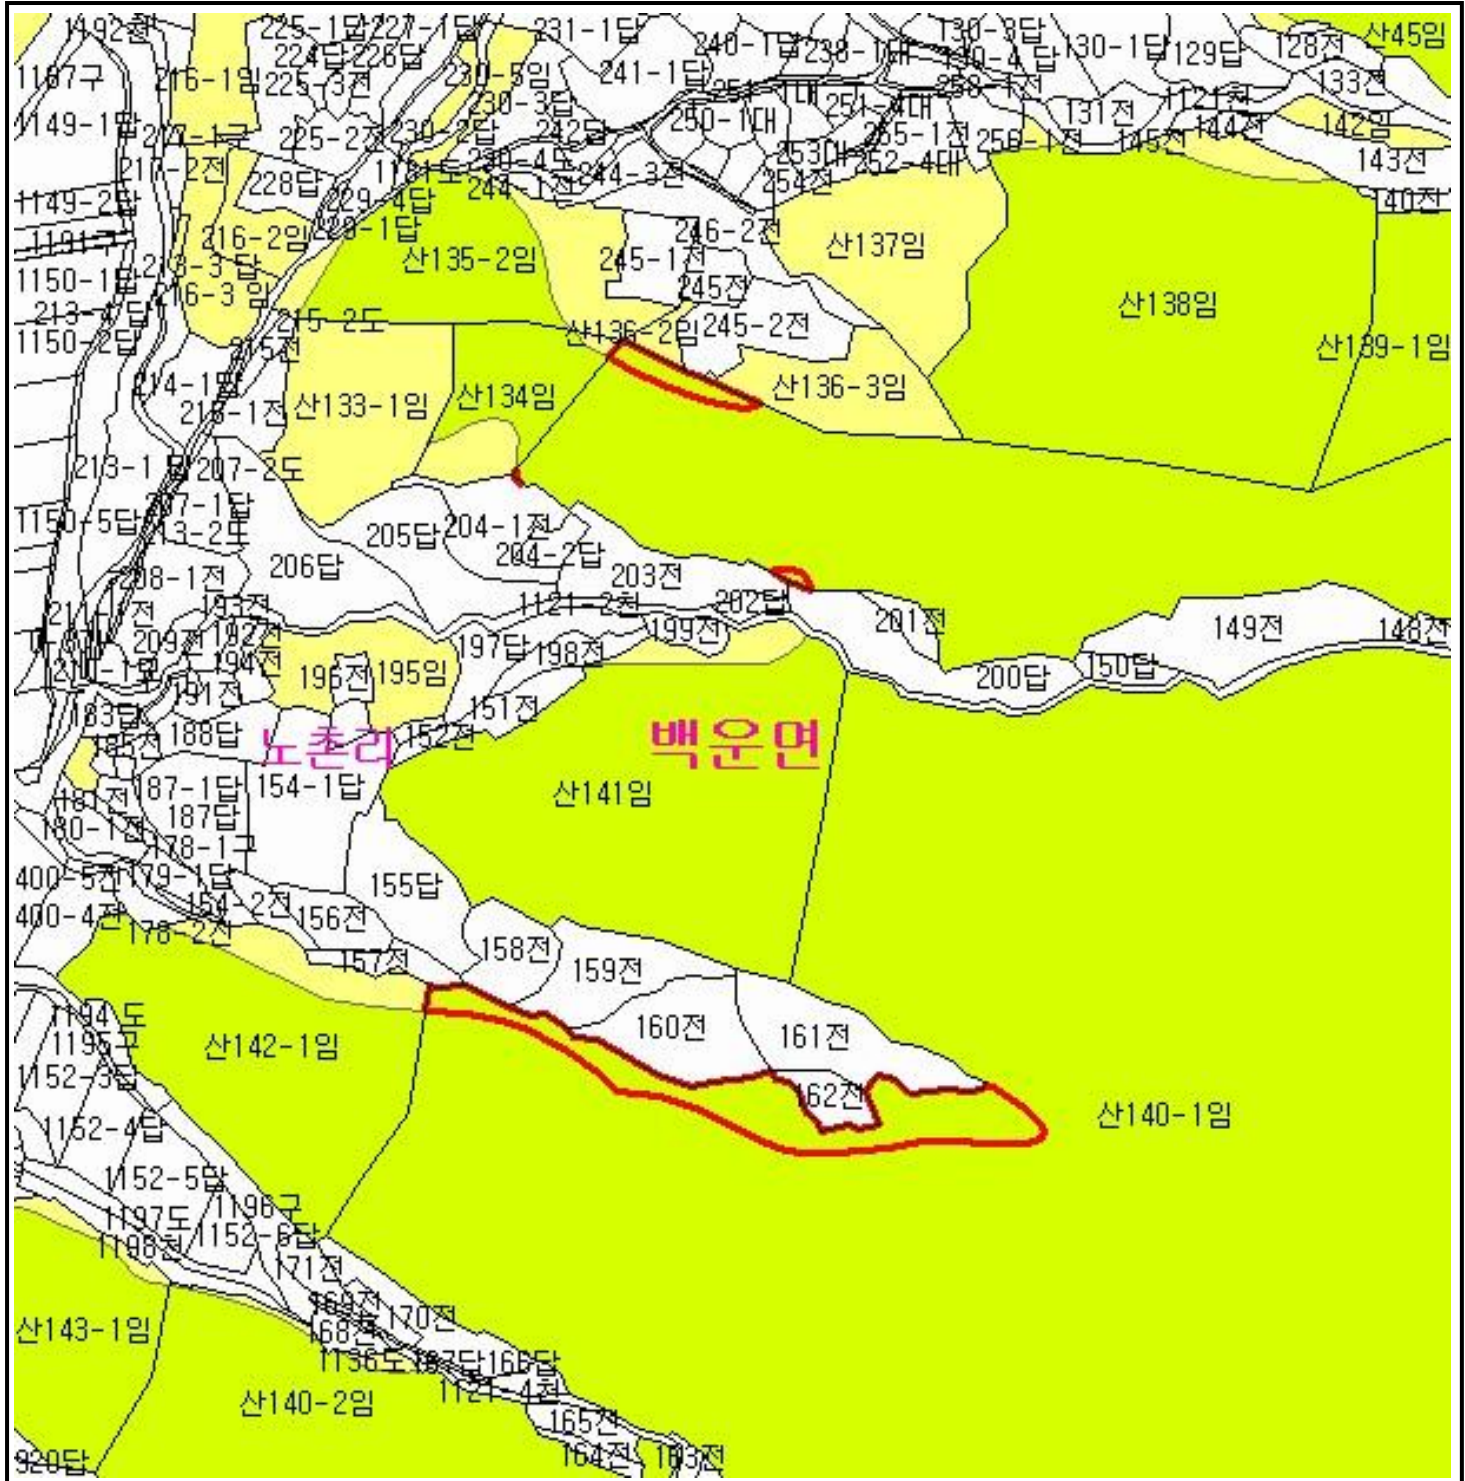 1192천
225-1답
227-1답
231-1답
240-1답
238-1대
130-3답
130-4답
130-1답
129답
128전
산45임
224답
226답
216-1임
225-3전
230-5임
241-1답
133전
1149-1답
217-1구
225-2전
230-2답
230-3답
242답
250-1대
251-4대
255-1전
256-1전
131전
145전
144전
142임
143전
217-2전
228답
230-4도
244-1전
244-3전
253대
254전
252-4대
140전
1149-2답
229-4답
229-1답
216-2임
산135-2임
246-2전
산137임
245-1전
1150-1답
213-3답
245전
산138임
213-4답
215-2도
산136-2임
245-2전
1150-2답
215전
산139-1임
214-1답
산133-1임
산134임
산136-3임
213-1답
207-2도
207-1답
1150-5답
213-2도
205답
204-1전
204-2답
206답
203전
208-1전
1121-2천
202답
201전
193전
192전
209전
194전
199전
149전
148전
197답
198전
196전
195임
200답
150답
191전
151전
183답
188답
152전
노촌리
백운면
187-1답
154-1답
산141임
181전
187답
180-1전
178-1구
400-5전
179-1답
155답
400-4전
154-2전
156전
178-2전
158전
157전
159전
1194도
160전
161전
1195구
산142-1임
1152-3답
162전
산140-1임
1152-4답
1152-5답
1196구
1197도
1152-6답
1198천
171전
169전
170전
산143-1임
168전
1136도
167답
166답
1121-4천
산140-2임
165전
164전
163전
920답